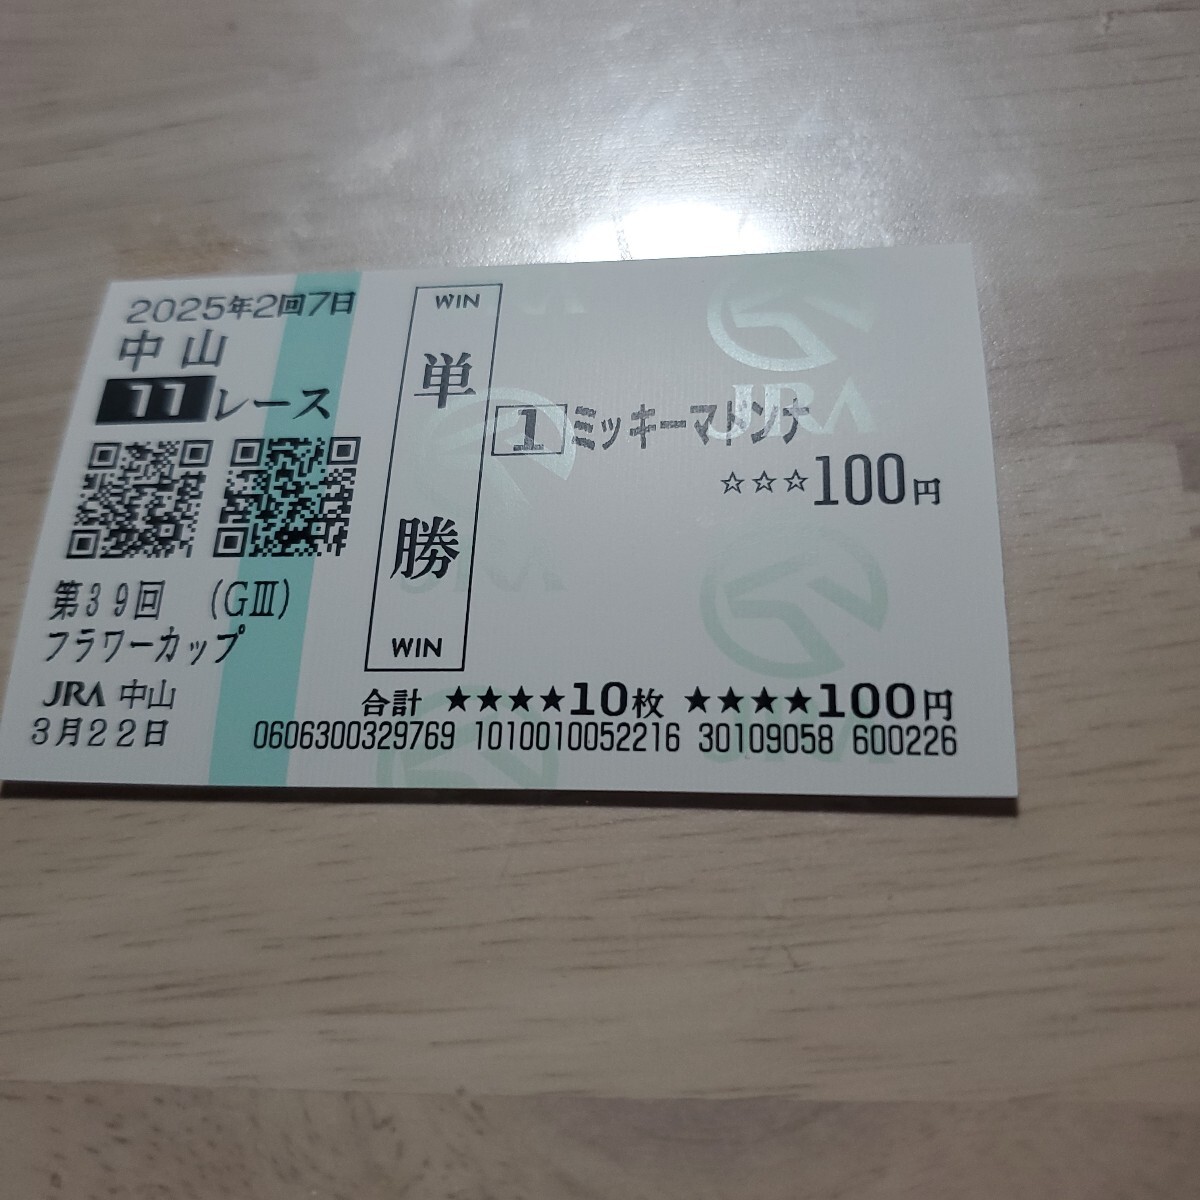 2025年2回7日
中山
11レース
第39回 (GⅢ)
フラワーカップ
JRA 中山
3月22日
WIN
単勝
WIN
1 ミッキーマドンナ
☆☆☆100円
JRA
合計 ★★★★10枚 ★★★★100円
0606300329769 1010010052216 30109058 600226